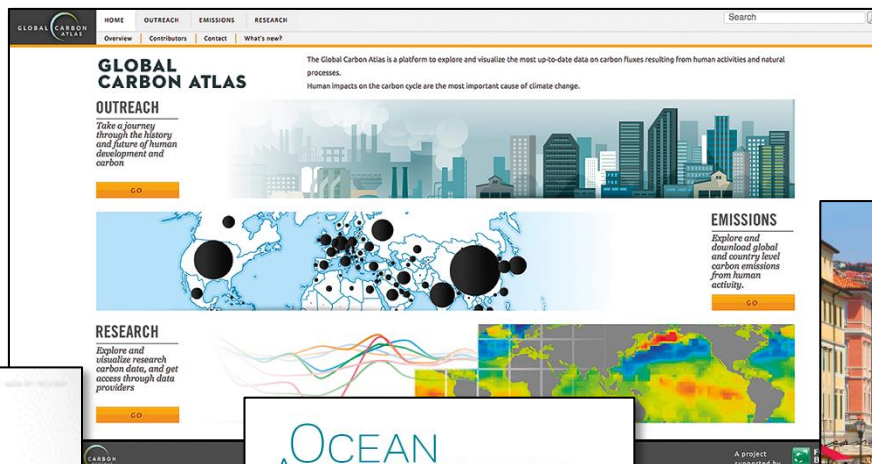 GLOBAL CARBON ATLAS
HOME OUTREACH EMISSIONS RESEARCH
Search
Overview Contributors Contact What's new?
GLOBAL
CARBON ATLAS
The Global Carbon Atlas is a platform to explore and visualize the most up-to-date data on carbon fluxes resulting from human activities and natural
processes.
Human impacts on the carbon cycle are the most important cause of climate change.
OUTREACH
Take a journey
through the history
and future of human
development and
carbon
GO
EMISSIONS
Explore and
download global
and country level
carbon emissions
from human
activity.
GO
RESEARCH
Explore and
visualize research
carbon data, and get
access through data
providers
GO
CARBON
A project
supported by
OCEAN